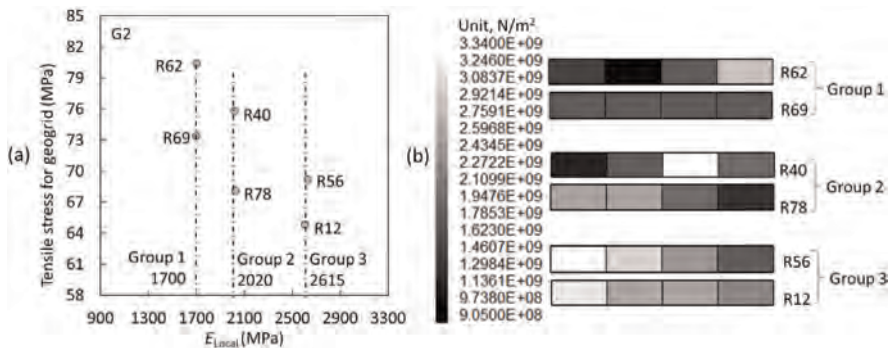 (a)
Tensile stress for geogrid (MPa)
85
82
79
76
73
70
67
64
61
58
G2
R62
R69
R40
R78
R56
R12
Group 1
1700
Group 2
2020
Group 3
2615
900
1300
1700
2100
2500
2900
3300
E_Local (MPa)
(b)
Unit, N/m²
3.3400E+09
3.2460E+09
3.0837E+09
2.9214E+09
2.7591E+09
2.5968E+09
2.4345E+09
2.2722E+09
2.1099E+09
1.9476E+09
1.7853E+09
1.6230E+09
1.4607E+09
1.2984E+09
1.1361E+09
9.7380E+08
9.0500E+08
R62
R69
Group 1
R40
R78
Group 2
R56
R12
Group 3